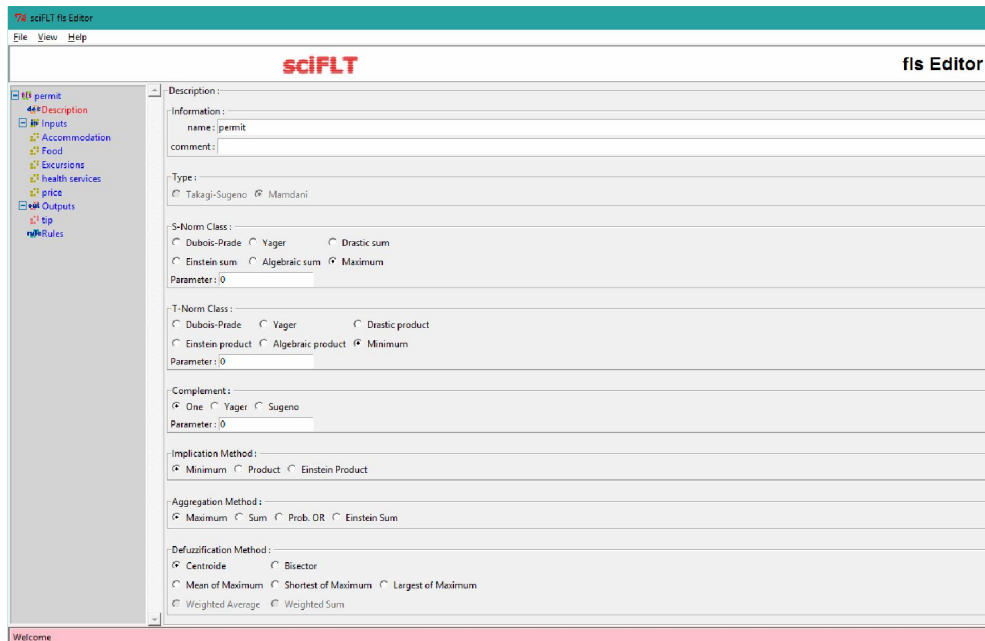 sciFLT fls Editor
File View Help
sciFLT
fls Editor
permit
Description
Inputs
Accommodation
Food
Excursions
health services
price
Outputs
tip
Rules
Description :
Information :
name : permit
comment :
Type :
Takagi-Sugeno Mamdani
S-Norm Class :
Dubois-Prade Yager Drastic sum
Einstein sum Algebraic sum Maximum
Parameter : 0
T-Norm Class :
Dubois-Prade Yager Drastic product
Einstein product Algebraic product Minimum
Parameter : 0
Complement :
One Yager Sugeno
Parameter : 0
Implication Method :
Minimum Product Einstein Product
Aggregation Method :
Maximum Sum Prob. OR Einstein Sum
Defuzzification Method :
Centroide Bisector
Mean of Maximum Shortest of Maximum Largest of Maximum
Weighted Average Weighted Sum
Welcome